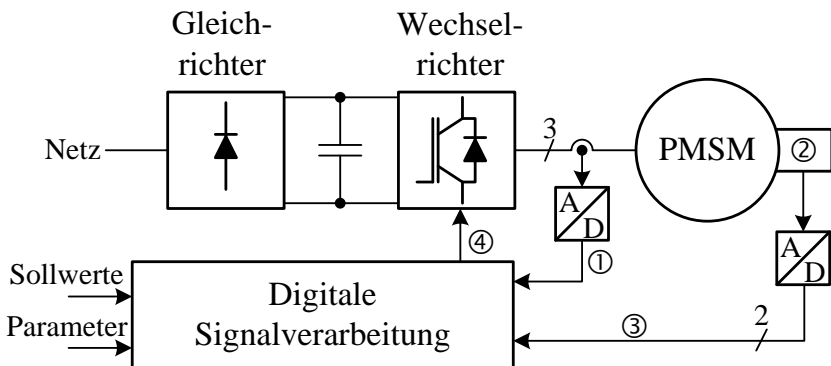 Gleich-
richter
Wechsel-
richter
Netz
3
PMSM
②
A
D
A
D
④
①
Sollwerte
Parameter
Digitale
Signalverarbeitung
③
2